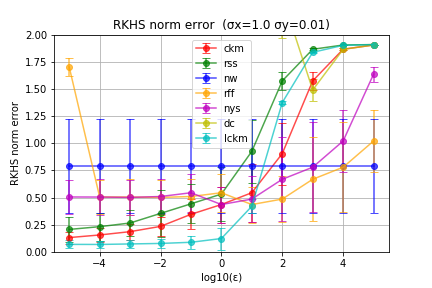 RKHS norm error (σx=1.0 σy=0.01)
RKHS norm error
2.00
1.75
1.50
1.25
1.00
0.75
0.50
0.25
0.00
ckm
rss
nw
rff
nys
dc
lckm
−4 −2 0 2 4
log10(ε)